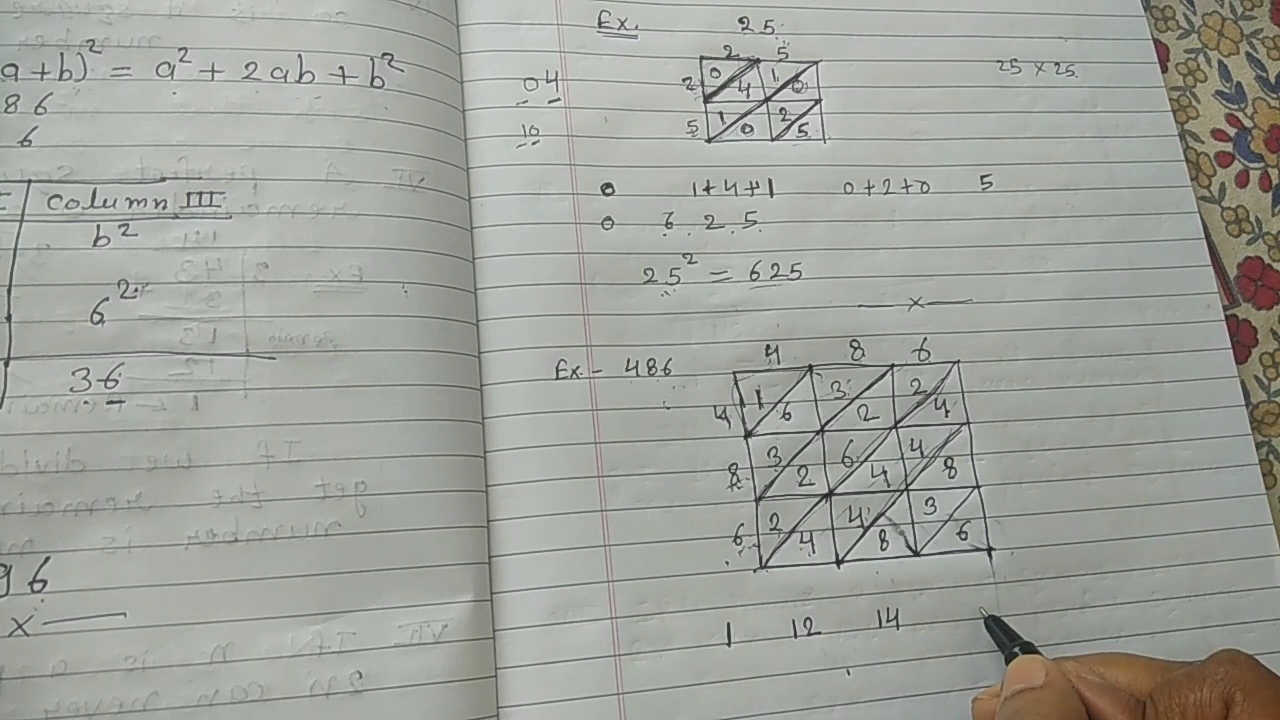 a+b)² = a² + 2ab + b²
86
6
column III
b²
6²
36
96
x
Ex. 25
2 5
2 0 4 1 0
5 1 0 2 5
04
10
25 x 25
0 1+4+1 0+2+0 5
0 6 . 2 . 5.
25² = 625
x
Ex - 486
4 8 6
4 1 6 3 2 2 4
8 3 2 6 4 4 8
6 2 4 4 8 3 6
1 12 14